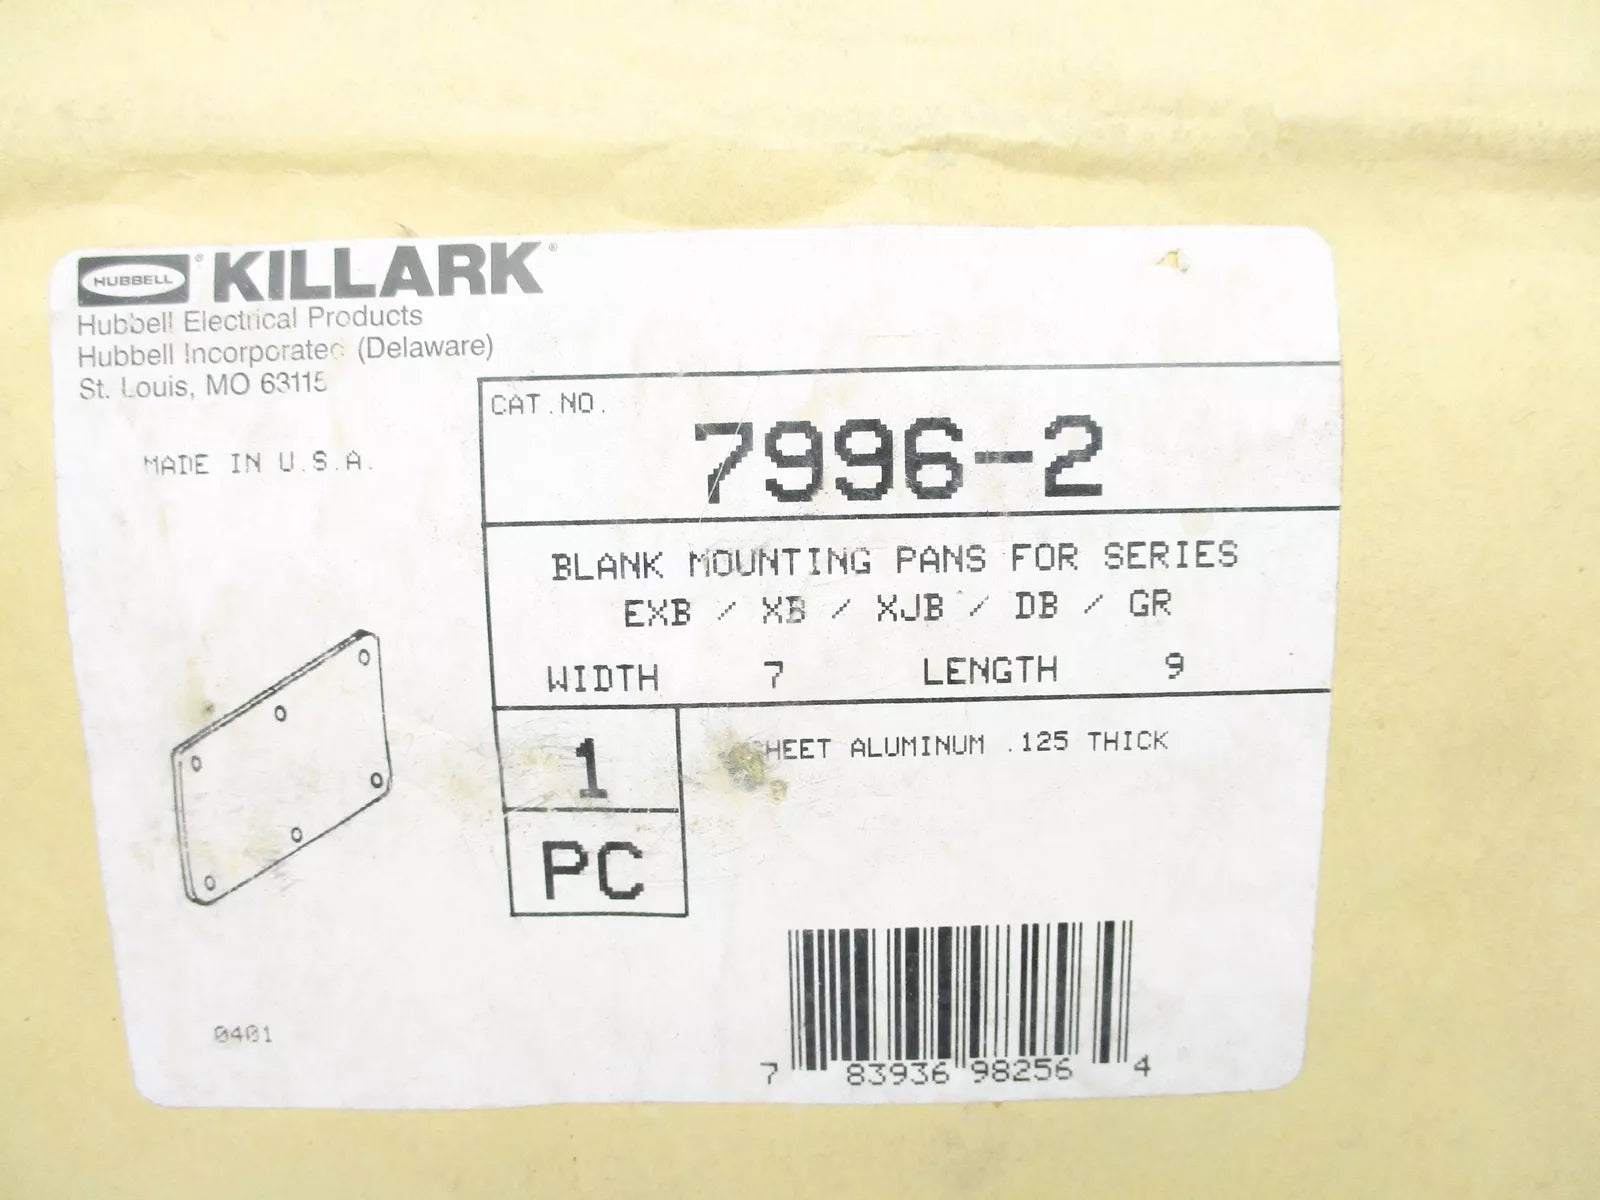 HUBBELL® KILLARK®
Hubbell Electrical Products
Hubbell Incorporated (Delaware)
St. Louis, MO 63115
MADE IN U.S.A.
CAT.NO.
7996-2
BLANK MOUNTING PANS FOR SERIES
EXB / XB / XJB / DB / GR
WIDTH 7 LENGTH 9
1
PC
SHEET ALUMINUM .125 THICK
0401
7 83936 98256 4